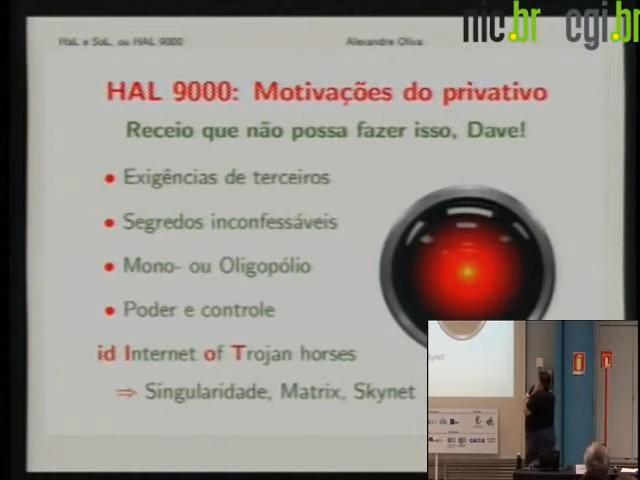 nic.br cgi.br
HaL e SoL, ou HAL 9000 Alexandre Oliva
HAL 9000: Motivações do privativo
Receio que não possa fazer isso, Dave!
• Exigências de terceiros
• Segredos inconfessáveis
• Mono- ou Oligopólio
• Poder e controle
id Internet of Trojan horses
⇒ Singularidade, Matrix, Skynet
CAIXA